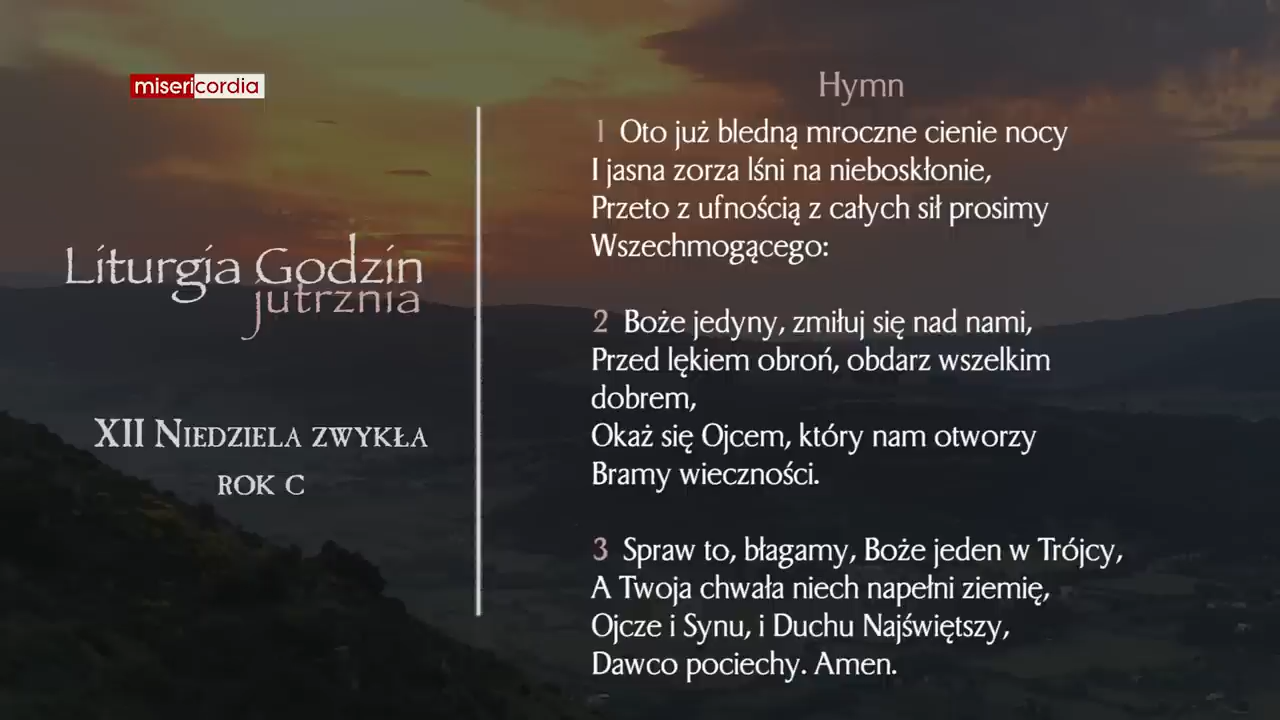 misericordia
Liturgia Godzin
jutrznia
XII Niedziela zwykła
rok C
Hymn
1 Oto już bledną mroczne cienie nocy
I jasna zorza lśni na nieboskłonie,
Przeto z ufnością z całych sił prosimy
Wszechmogącego:
2 Boże jedyny, zmiłuj się nad nami,
Przed lękiem obroń, obdarz wszelkim
dobrem,
Okaż się Ojcem, który nam otworzy
Bramy wieczności.
3 Spraw to, błagamy, Boże jeden w Trójcy,
A Twoja chwała niech napełni ziemię,
Ojcze i Synu, i Duchu Najświętszy,
Dawco pociechy. Amen.